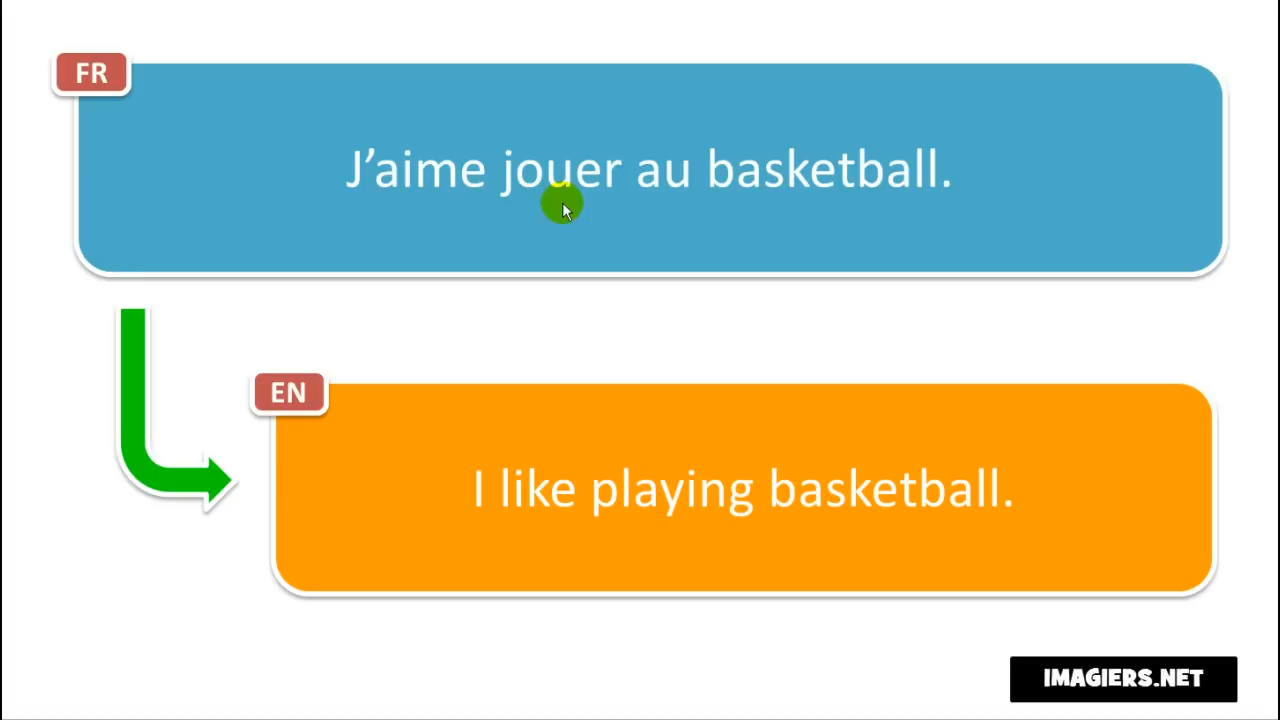 FR
J’aime jouer au basketball.
EN
I like playing basketball.
IMAGIERS.NET